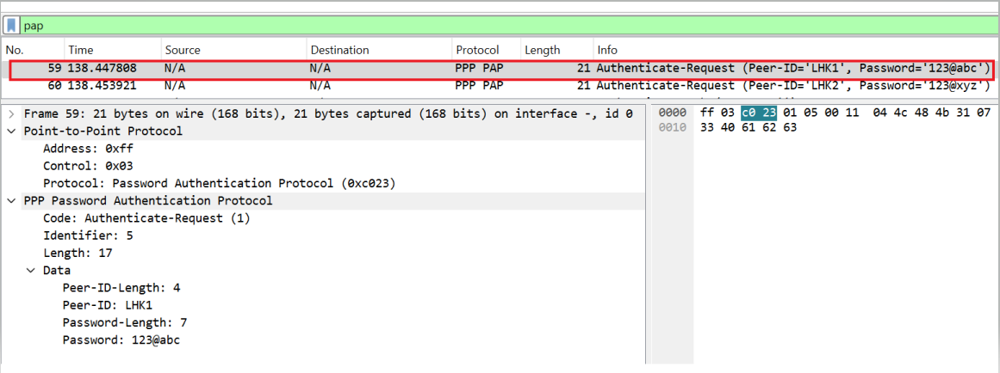 pap
No. Time Source Destination Protocol Length Info
59 138.447808 N/A N/A PPP PAP 21 Authenticate-Request (Peer-ID='LHK1', Password='123@abc')
60 138.453921 N/A N/A PPP PAP 21 Authenticate-Request (Peer-ID='LHK2', Password='123@xyz')
Frame 59: 21 bytes on wire (168 bits), 21 bytes captured (168 bits) on interface -, id 0
Point-to-Point Protocol
Address: 0xff
Control: 0x03
Protocol: Password Authentication Protocol (0xc023)
PPP Password Authentication Protocol
Code: Authenticate-Request (1)
Identifier: 5
Length: 17
Data
Peer-ID-Length: 4
Peer-ID: LHK1
Password-Length: 7
Password: 123@abc
0000 ff 03 c0 23 01 05 00 11 04 4c 48 4b 31 07
0010 33 40 61 62 63